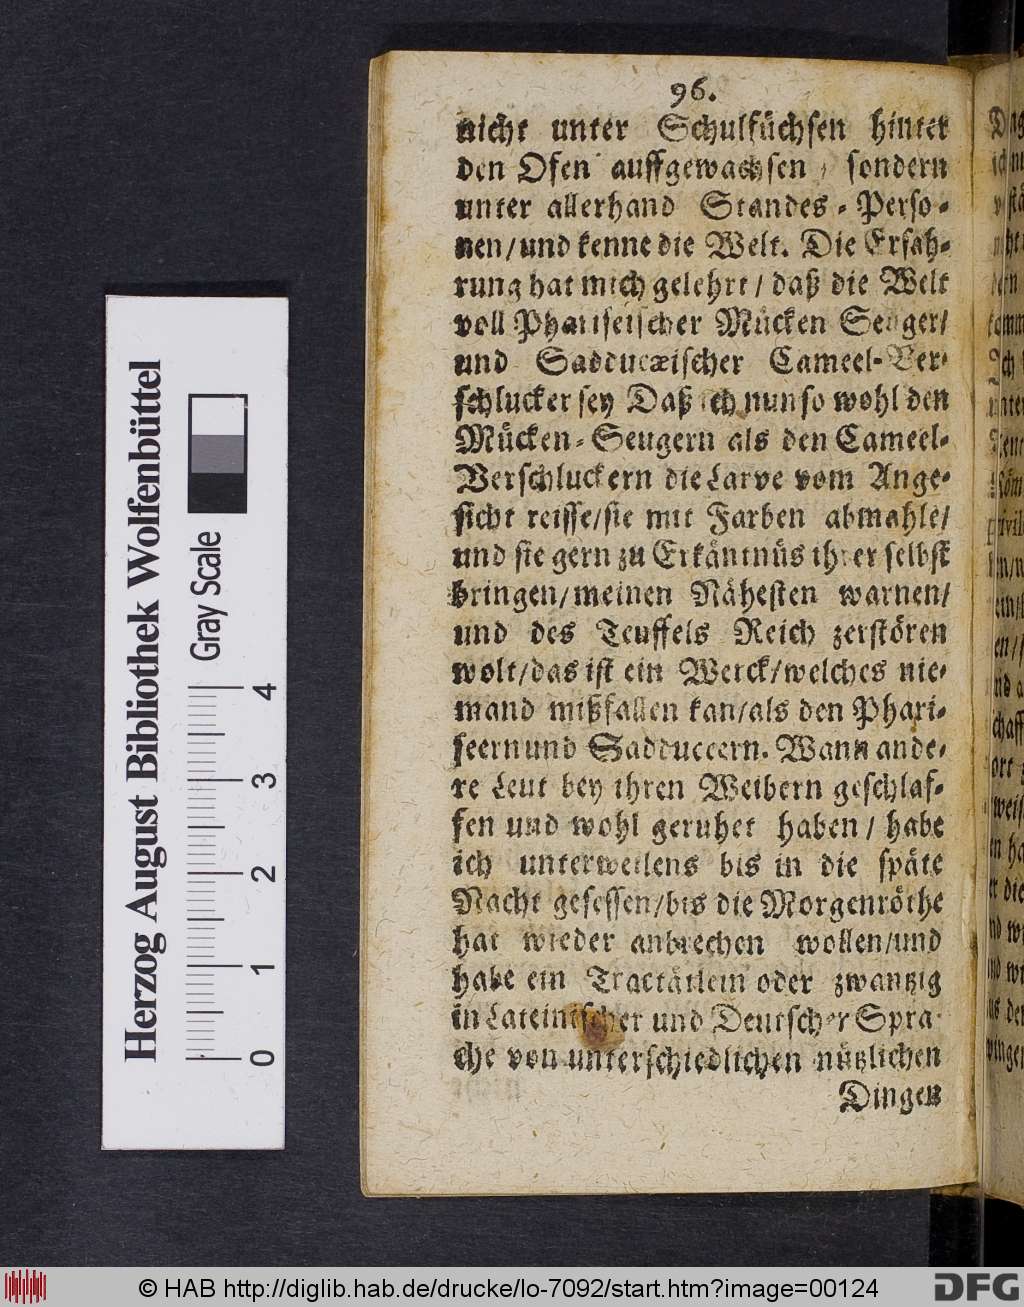 96.
nicht unter Schulfüchsen hinter
den Ofen auffgewachsen / sondern
unter allerhand Standes-Perso-
nen/und kenne die Welt. Die Erfah-
rung hat mich gelehrt / daß die Welt
voll Phariseischer Mücken Seuger/
und Sadducæischer Cameel-Ver-
schlucker sey Daß ich nun so wohl den
Mücken-Seugern als den Cameel-
Verschluckern die Larve vom Ange-
sicht reisse/sie mit Farben abmahle/
und sie gern zu Erkäntnüs ihrer selbst
bringen/meinen Nähesten warnen/
und des Teuffels Reich zerstören
wolt/das ist ein Werck/welches nie-
mand mißfallen kan/als den Phari-
seern und Sadduceern. Wann ande-
re Leut bey ihren Weibern geschlaf-
fen und wohl geruhet haben / habe
ich unterweilens bis in die späte
Nacht gesessen/bis die Morgenröthe
hat wieder anbrechen wollen/und
habe ein Tractätlein oder zwantzig
in Lateinischer und Deutscher Spra-
che von unterschiedlichen nützlichen
Dingen
Herzog August Bibliothek Wolfenbüttel
Gray Scale
0 1 2 3 4
© HAB http://diglib.hab.de/drucke/lo-7092/start.htm?image=00124
DFG